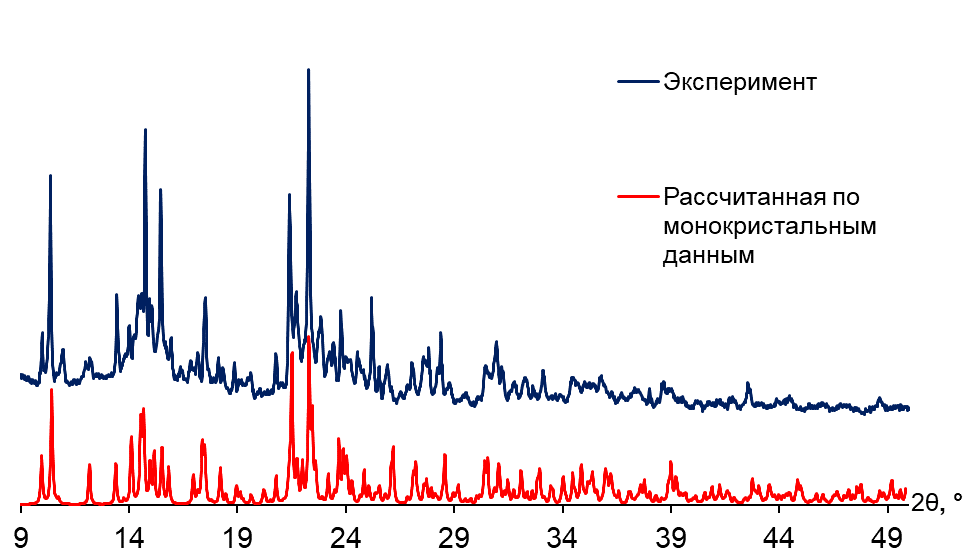 Эксперимент
Рассчитанная по
монокристальным
данным
2θ, °
9 14 19 24 29 34 39 44 49